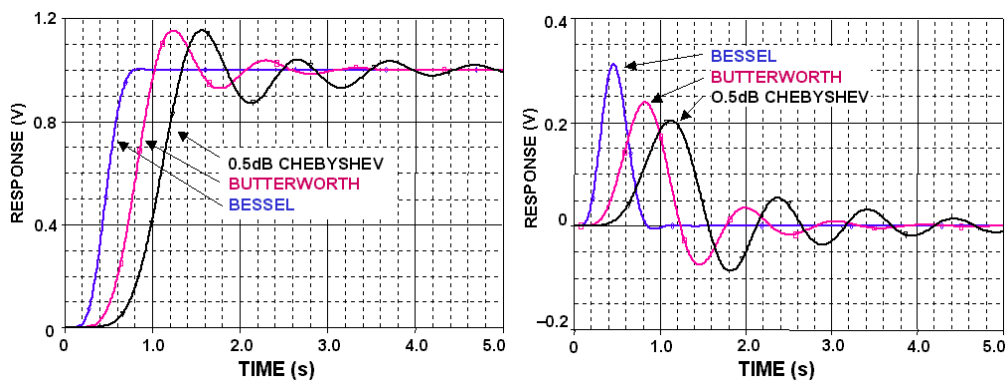 1.2
0.8
0.4
0
RESPONSE (V)
0.5dB CHEBYSHEV
BUTTERWORTH
BESSEL
0 1.0 2.0 3.0 4.0 5.0
TIME (s)
0.4
0.2
0
–0.2
RESPONSE (V)
BESSEL
BUTTERWORTH
O.5dB CHEBYSHEV
0 1.0 2.0 3.0 4.0 5.0
TIME (s)